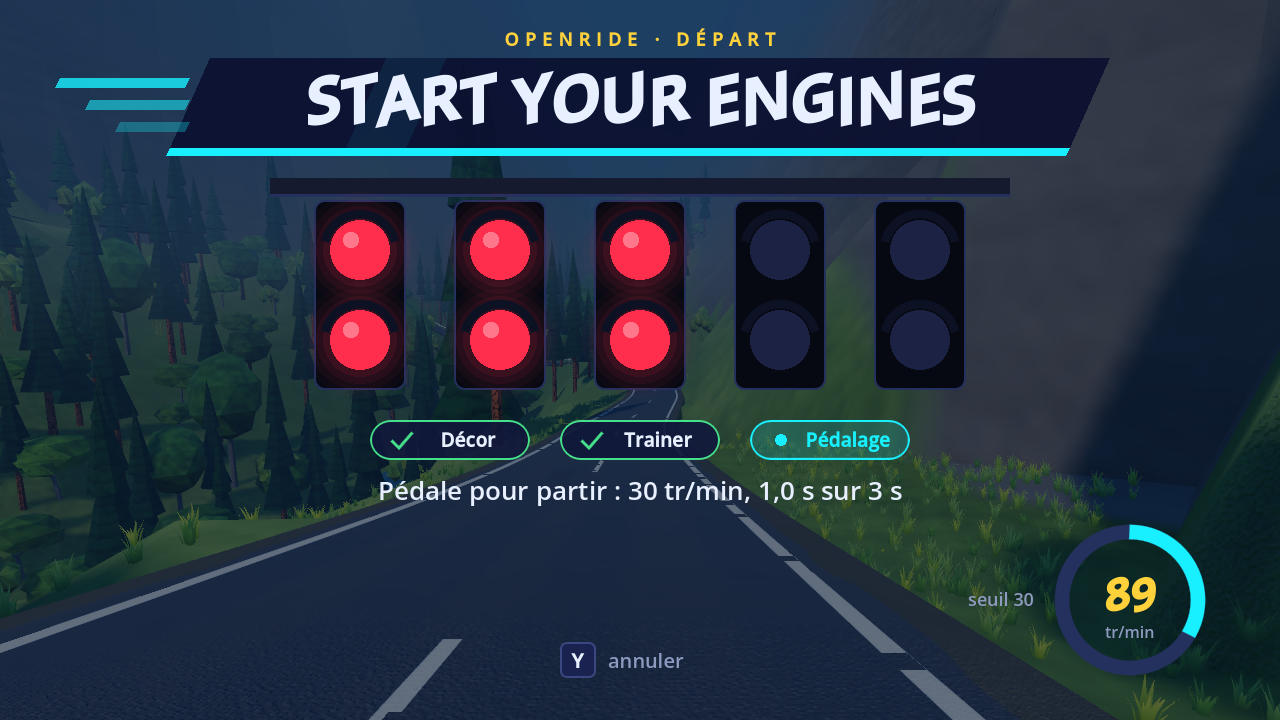 OPENRIDE · DÉPART
START YOUR ENGINES
Décor
Trainer
Pédalage
Pédale pour partir : 30 tr/min, 1,0 s sur 3 s
seuil 30
89
tr/min
Y annuler